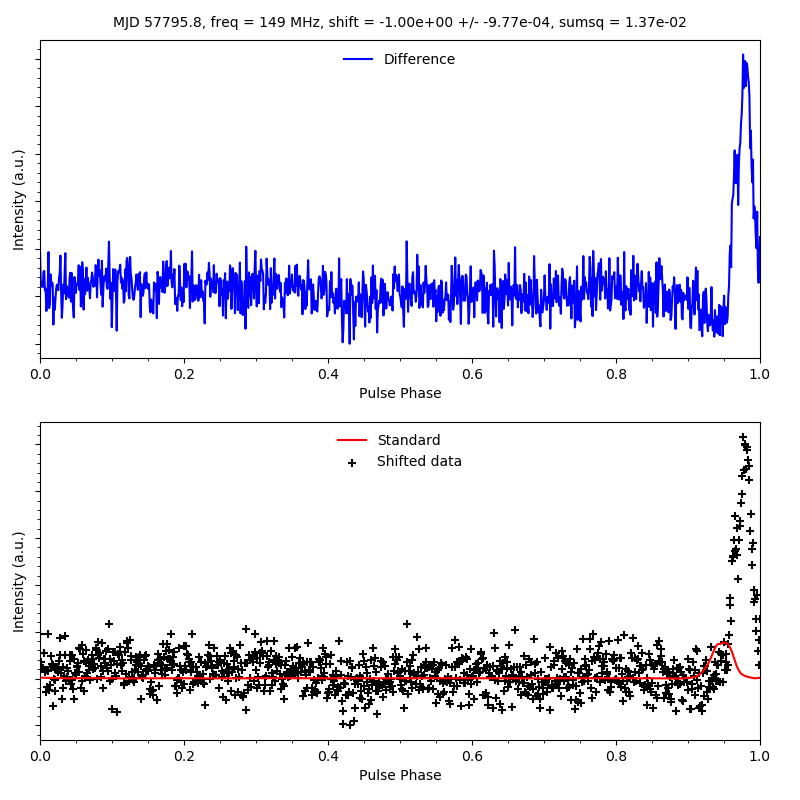 MJD 57795.8, freq = 149 MHz, shift = -1.00e+00 +/- -9.77e-04, sumsq = 1.37e-02
Difference
Intensity (a.u.)
0.0 0.2 0.4 0.6 0.8 1.0
Pulse Phase
Standard
Shifted data
Intensity (a.u.)
0.0 0.2 0.4 0.6 0.8 1.0
Pulse Phase